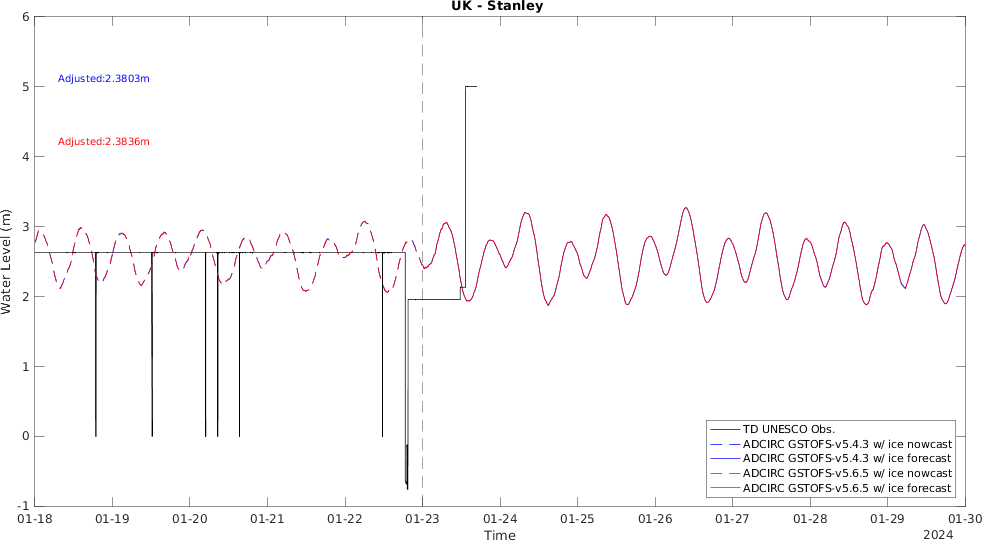 UK - Stanley
6
5
4
3
2
1
0
-1
Water Level (m)
Adjusted:2.3803m
Adjusted:2.3836m
TD UNESCO Obs.
ADCIRC GSTOFS-v5.4.3 w/ ice nowcast
ADCIRC GSTOFS-v5.4.3 w/ ice forecast
ADCIRC GSTOFS-v5.6.5 w/ ice nowcast
ADCIRC GSTOFS-v5.6.5 w/ ice forecast
01-18 01-19 01-20 01-21 01-22 01-23 01-24 01-25 01-26 01-27 01-28 01-29 01-30
Time
2024